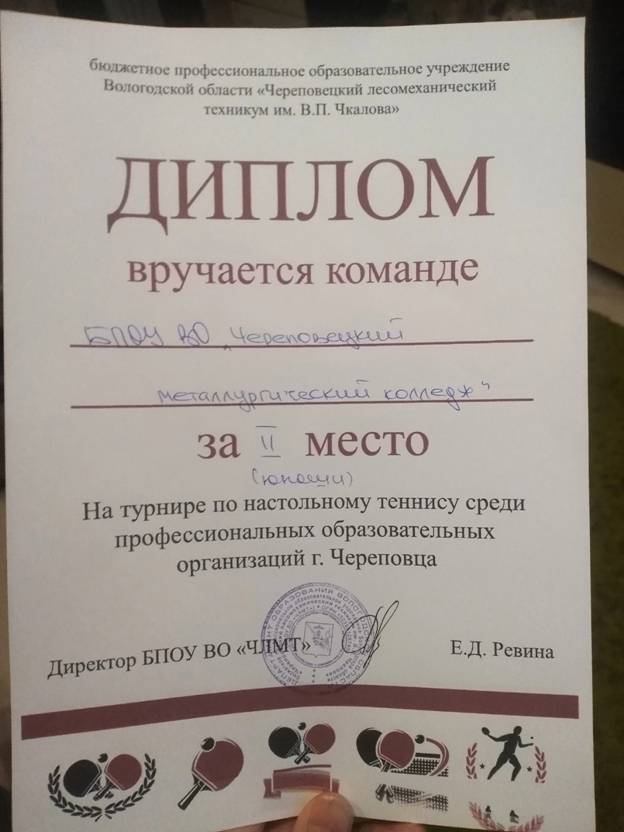 бюджетное профессиональное образовательное учреждение
Вологодской области «Череповецкий лесомеханический
техникум им. В.П. Чкалова»
ДИПЛОМ
вручается команде
БПОУ ВО „Череповецкий
металлургический колледж"
за II место
(юноши)
На турнире по настольному теннису среди
профессиональных образовательных
организаций г. Череповца
Директор БПОУ ВО «ЧЛМТ» Е.Д. Ревина